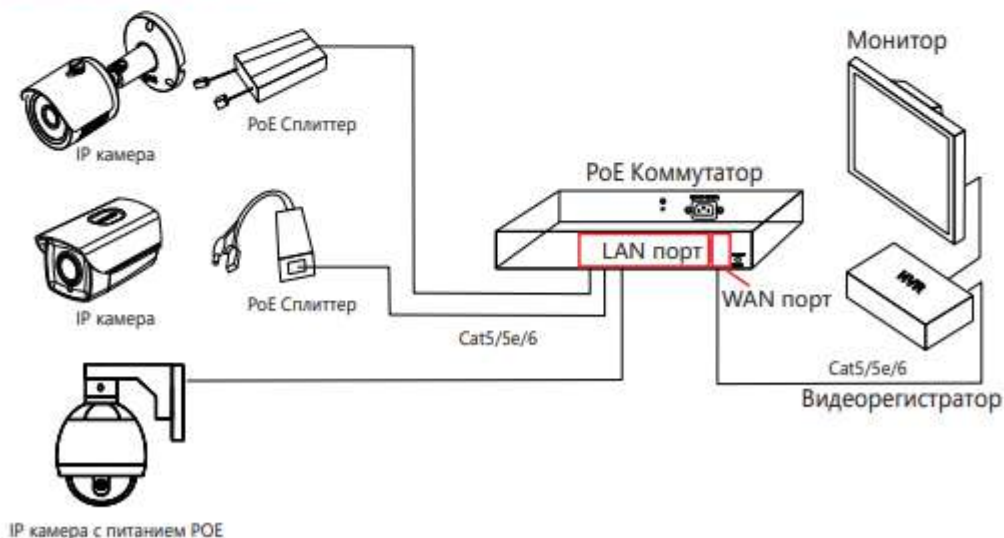 Монитор
PoE Сплиттер
IP камера
PoE Коммутатор
LAN порт
WAN порт
NVR
IP камера
PoE Сплиттер
Cat5/5e/6
Cat5/5e/6
Видеорегистратор
IP камера с питанием POE